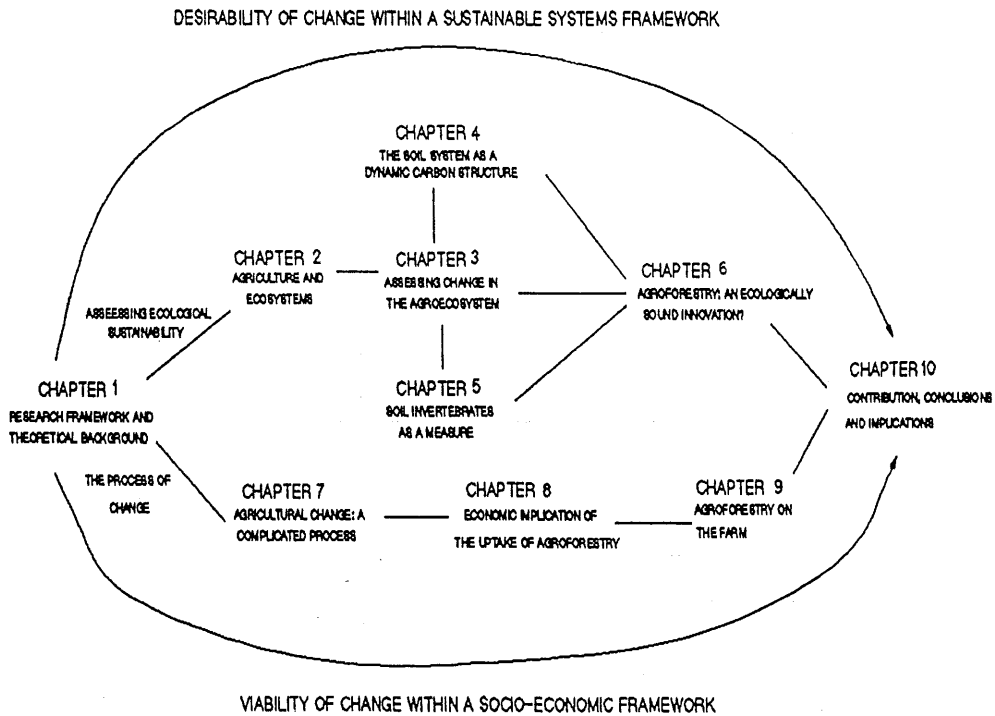 DESIRABILITY OF CHANGE WITHIN A SUSTAINABLE SYSTEMS FRAMEWORK
CHAPTER 4
THE SOIL SYSTEM AS A
DYNAMIC CARBON STRUCTURE
CHAPTER 2
AGRICULTURE AND
ECOSYSTEMS
CHAPTER 3
ASSESSING CHANGE IN
THE AGROECOSYSTEM
CHAPTER 6
AGROFORESTRY: AN ECOLOGICALLY
SOUND INNOVATION?
ASSEESSING ECOLOGICAL
SUSTAINABILITY
CHAPTER 1
RESEARCH FRAMEWORK AND
THEORETICAL BACKGROUND
CHAPTER 5
SOIL INVERTEBRATES
AS A MEASURE
CHAPTER 10
CONTRIBUTION, CONCLUSIONS
AND IMPLICATIONS
THE PROCESS OF
CHANGE
CHAPTER 7
AGRICULTURAL CHANGE: A
COMPLICATED PROCESS
CHAPTER 8
ECONOMIC IMPLICATION OF
THE UPTAKE OF AGROFORESTRY
CHAPTER 9
AGROFORESTRY ON
THE FARM
VIABILITY OF CHANGE WITHIN A SOCIO-ECONOMIC FRAMEWORK